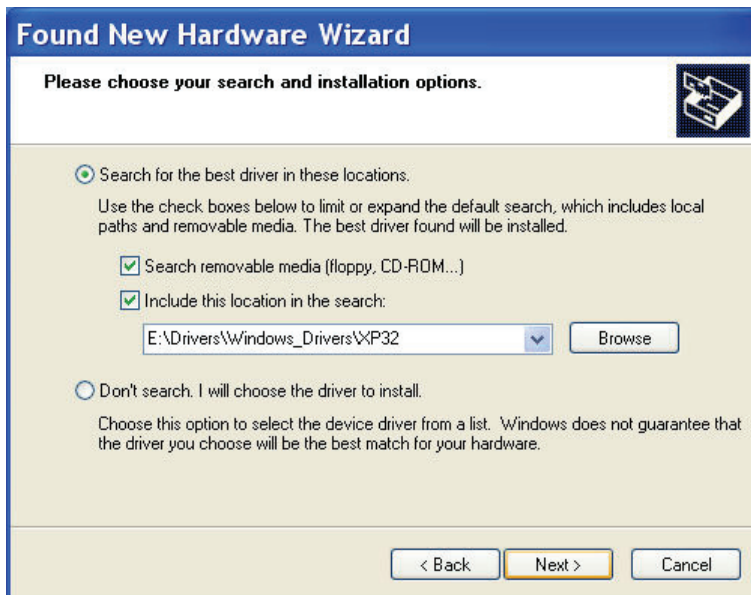 Found New Hardware Wizard
Please choose your search and installation options.
Search for the best driver in these locations.
Use the check boxes below to limit or expand the default search, which includes local
paths and removable media. The best driver found will be installed.
Search removable media (floppy, CD-ROM...)
Include this location in the search:
E:\Drivers\Windows_Drivers\XP32
Browse
Don't search. I will choose the driver to install.
Choose this option to select the device driver from a list. Windows does not guarantee that
the driver you choose will be the best match for your hardware.
< Back Next > Cancel